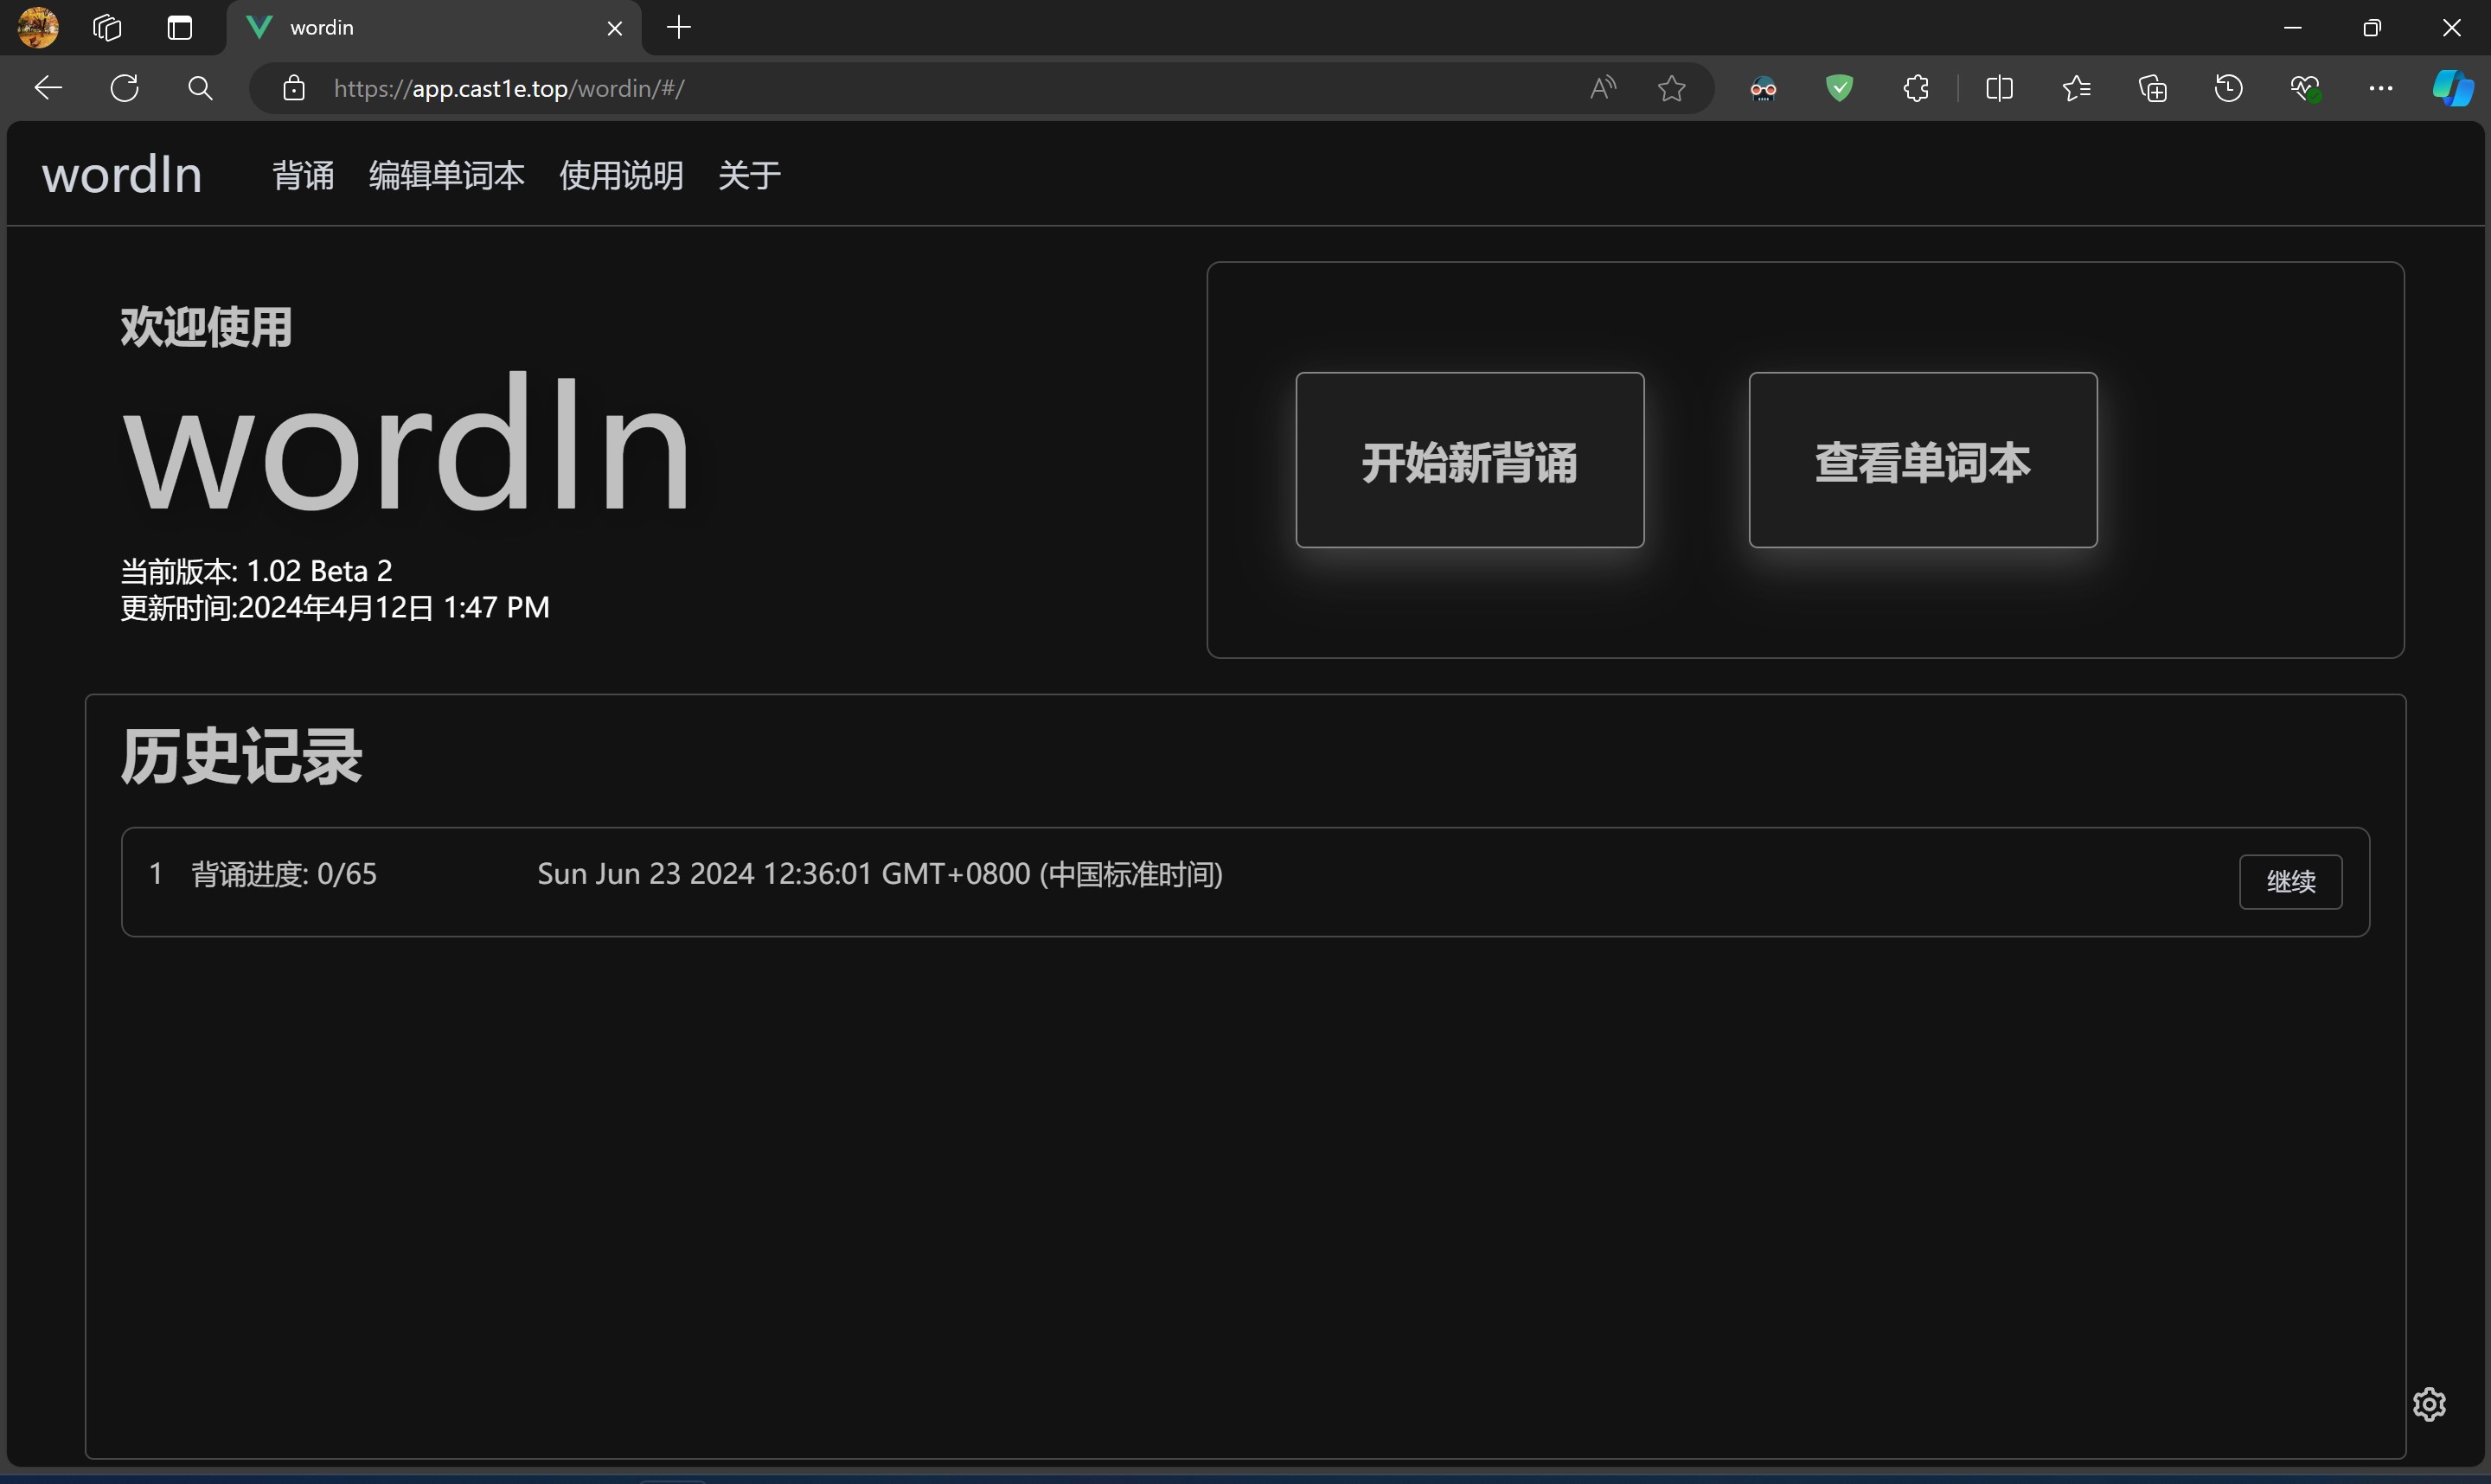 wordin
https://app.cast1e.top/wordin/#/
wordIn 背诵 编辑单词本 使用说明 关于
欢迎使用
wordIn
当前版本: 1.02 Beta 2
更新时间:2024年4月12日 1:47 PM
开始新背诵 查看单词本
历史记录
1 背诵进度: 0/65 Sun Jun 23 2024 12:36:01 GMT+0800 (中国标准时间) 继续